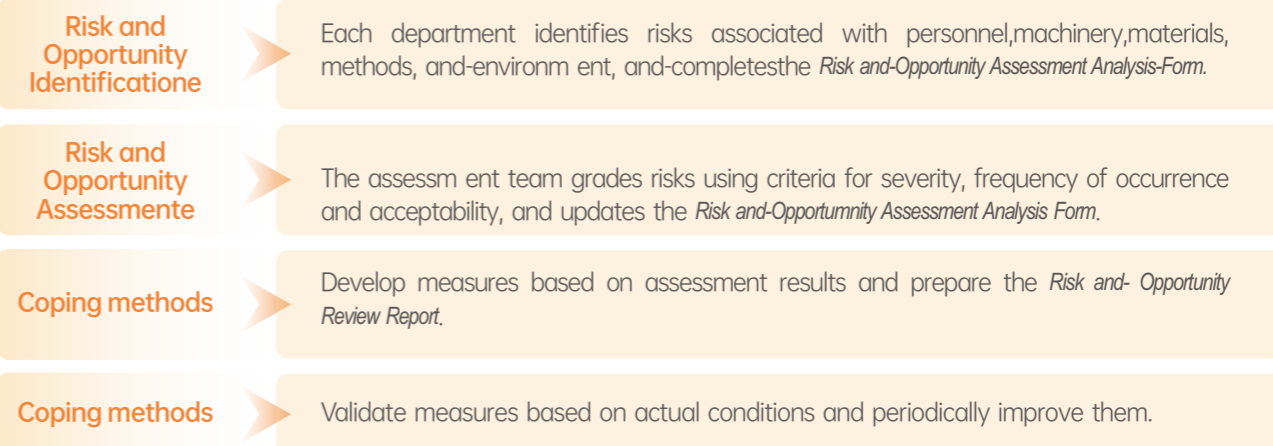 Risk and
Opportunity
Identificatione
Each department identifies risks associated with personnel,machinery,materials,
methods, and-environm ent, and-completesthe Risk and-Opportunity Assessment Analysis-Form.
Risk and
Opportunity
Assessmente
The assessm ent team grades risks using criteria for severity, frequency of occurrence
and acceptability, and updates the Risk and-Opportumnity Assessment Analysis Form.
Coping methods
Develop measures based on assessment results and prepare the Risk and- Opportunity
Review Report.
Coping methods
Validate measures based on actual conditions and periodically improve them.